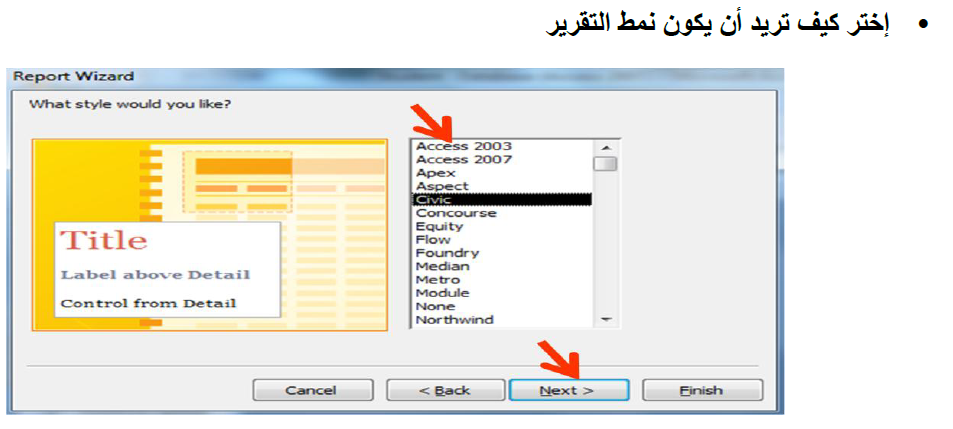 • إختر كيف تريد أن يكون نمط التقرير
Report Wizard
What style would you like?
Title
Label above Detail
Control from Detail
Access 2003
Access 2007
Apex
Aspect
Civic
Concourse
Equity
Flow
Foundry
Median
Metro
Module
None
Northwind
Cancel
< Back
Next >
Finish